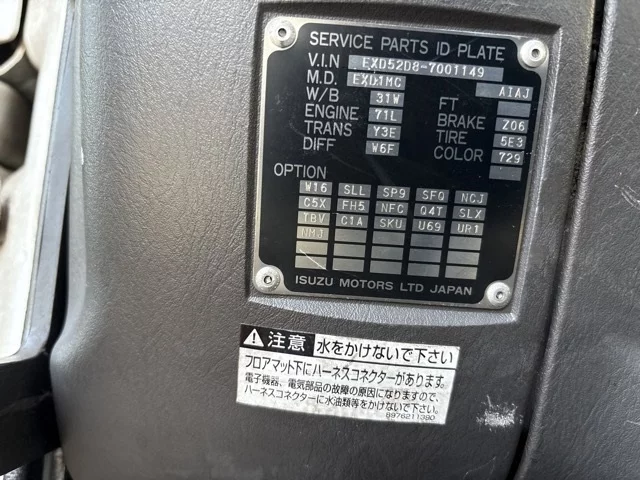 SERVICE PARTS ID PLATE
V.I.N EXD52D8-7001149
M.D. EXD1MC AIAJ
W/B 31W FT
ENGINE 71L BRAKE Z06
TRANS Y3E TIRE 5E3
DIFF W6F COLOR 729
OPTION
W16 SLL SP9 SFQ NCJ
C5X FH5 NFC Q4T SLX
TBV C1A SKU U69 UR1
NMJ
ISUZU MOTORS LTD JAPAN
注意 水をかけないで下さい
フロアマット下にハーネスコネクターがあります。
電子機器、電気部品の故障の原因になりますので、
ハーネスコネクターに水油類等をかけないで下さい。
8976211380